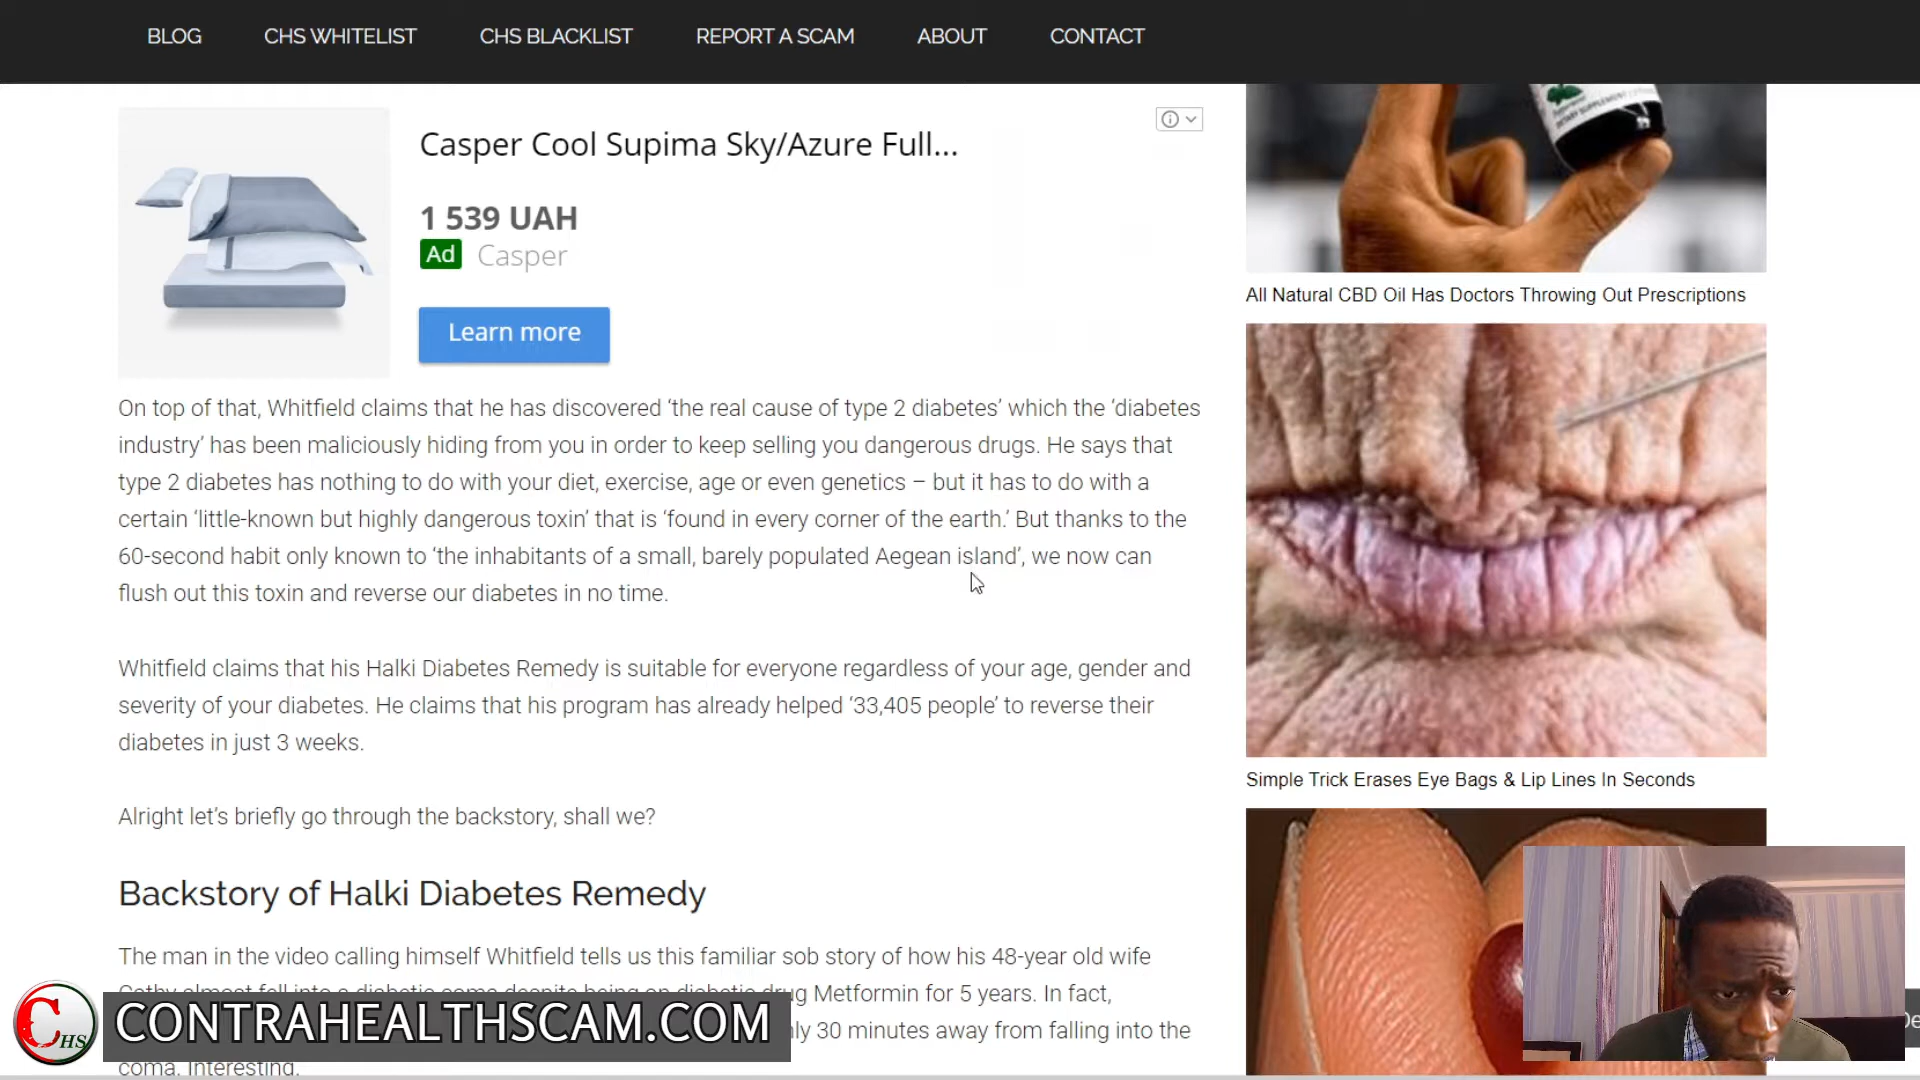 BLOG CHS WHITELIST CHS BLACKLIST REPORT A SCAM ABOUT CONTACT
Casper Cool Supima Sky/Azure Full...
1 539 UAH
Ad Casper
Learn more
On top of that, Whitfield claims that he has discovered ‘the real cause of type 2 diabetes’ which the ‘diabetes
industry’ has been maliciously hiding from you in order to keep selling you dangerous drugs. He says that
type 2 diabetes has nothing to do with your diet, exercise, age or even genetics – but it has to do with a
certain ‘little-known but highly dangerous toxin’ that is ‘found in every corner of the earth.’ But thanks to the
60-second habit only known to ‘the inhabitants of a small, barely populated Aegean island’, we now can
flush out this toxin and reverse our diabetes in no time.
Whitfield claims that his Halki Diabetes Remedy is suitable for everyone regardless of your age, gender and
severity of your diabetes. He claims that his program has already helped ‘33,405 people’ to reverse their
diabetes in just 3 weeks.
Alright let’s briefly go through the backstory, shall we?
Backstory of Halki Diabetes Remedy
The man in the video calling himself Whitfield tells us this familiar sob story of how his 48-year old wife
Metformin for 5 years. In fact,
30 minutes away from falling into the
coma. Interesting.
All Natural CBD Oil Has Doctors Throwing Out Prescriptions
Simple Trick Erases Eye Bags & Lip Lines In Seconds
CHS
CONTRAHEALTHSCAM.COM